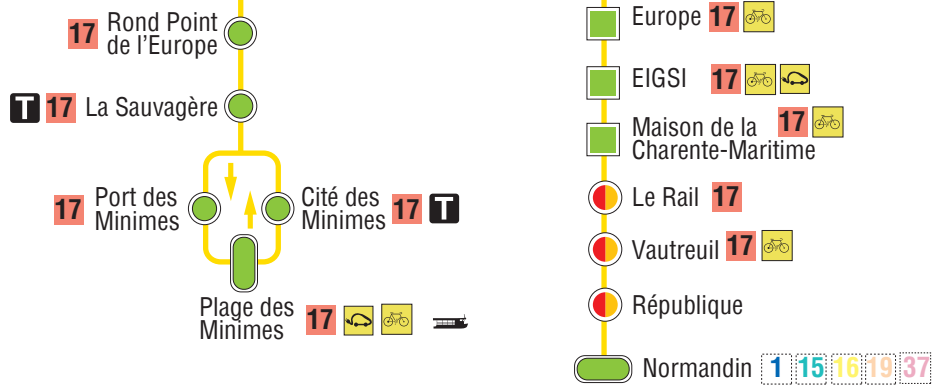 17 Rond Point
de l'Europe
T 17 La Sauvagère
17 Port des
Minimes
Cité des
Minimes 17 T
Plage des
Minimes 17
Europe 17
EIGSI 17
Maison de la 17
Charente-Maritime
Le Rail 17
Vautreuil 17
République
Normandin 1 15 16 19 37